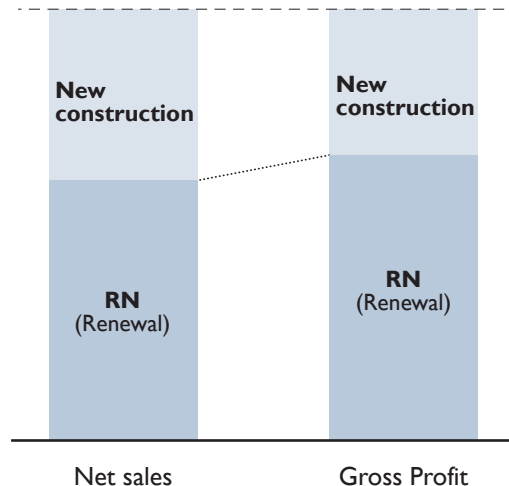 New
construction
New
construction
RN
(Renewal)
RN
(Renewal)
Net sales
Gross Profit